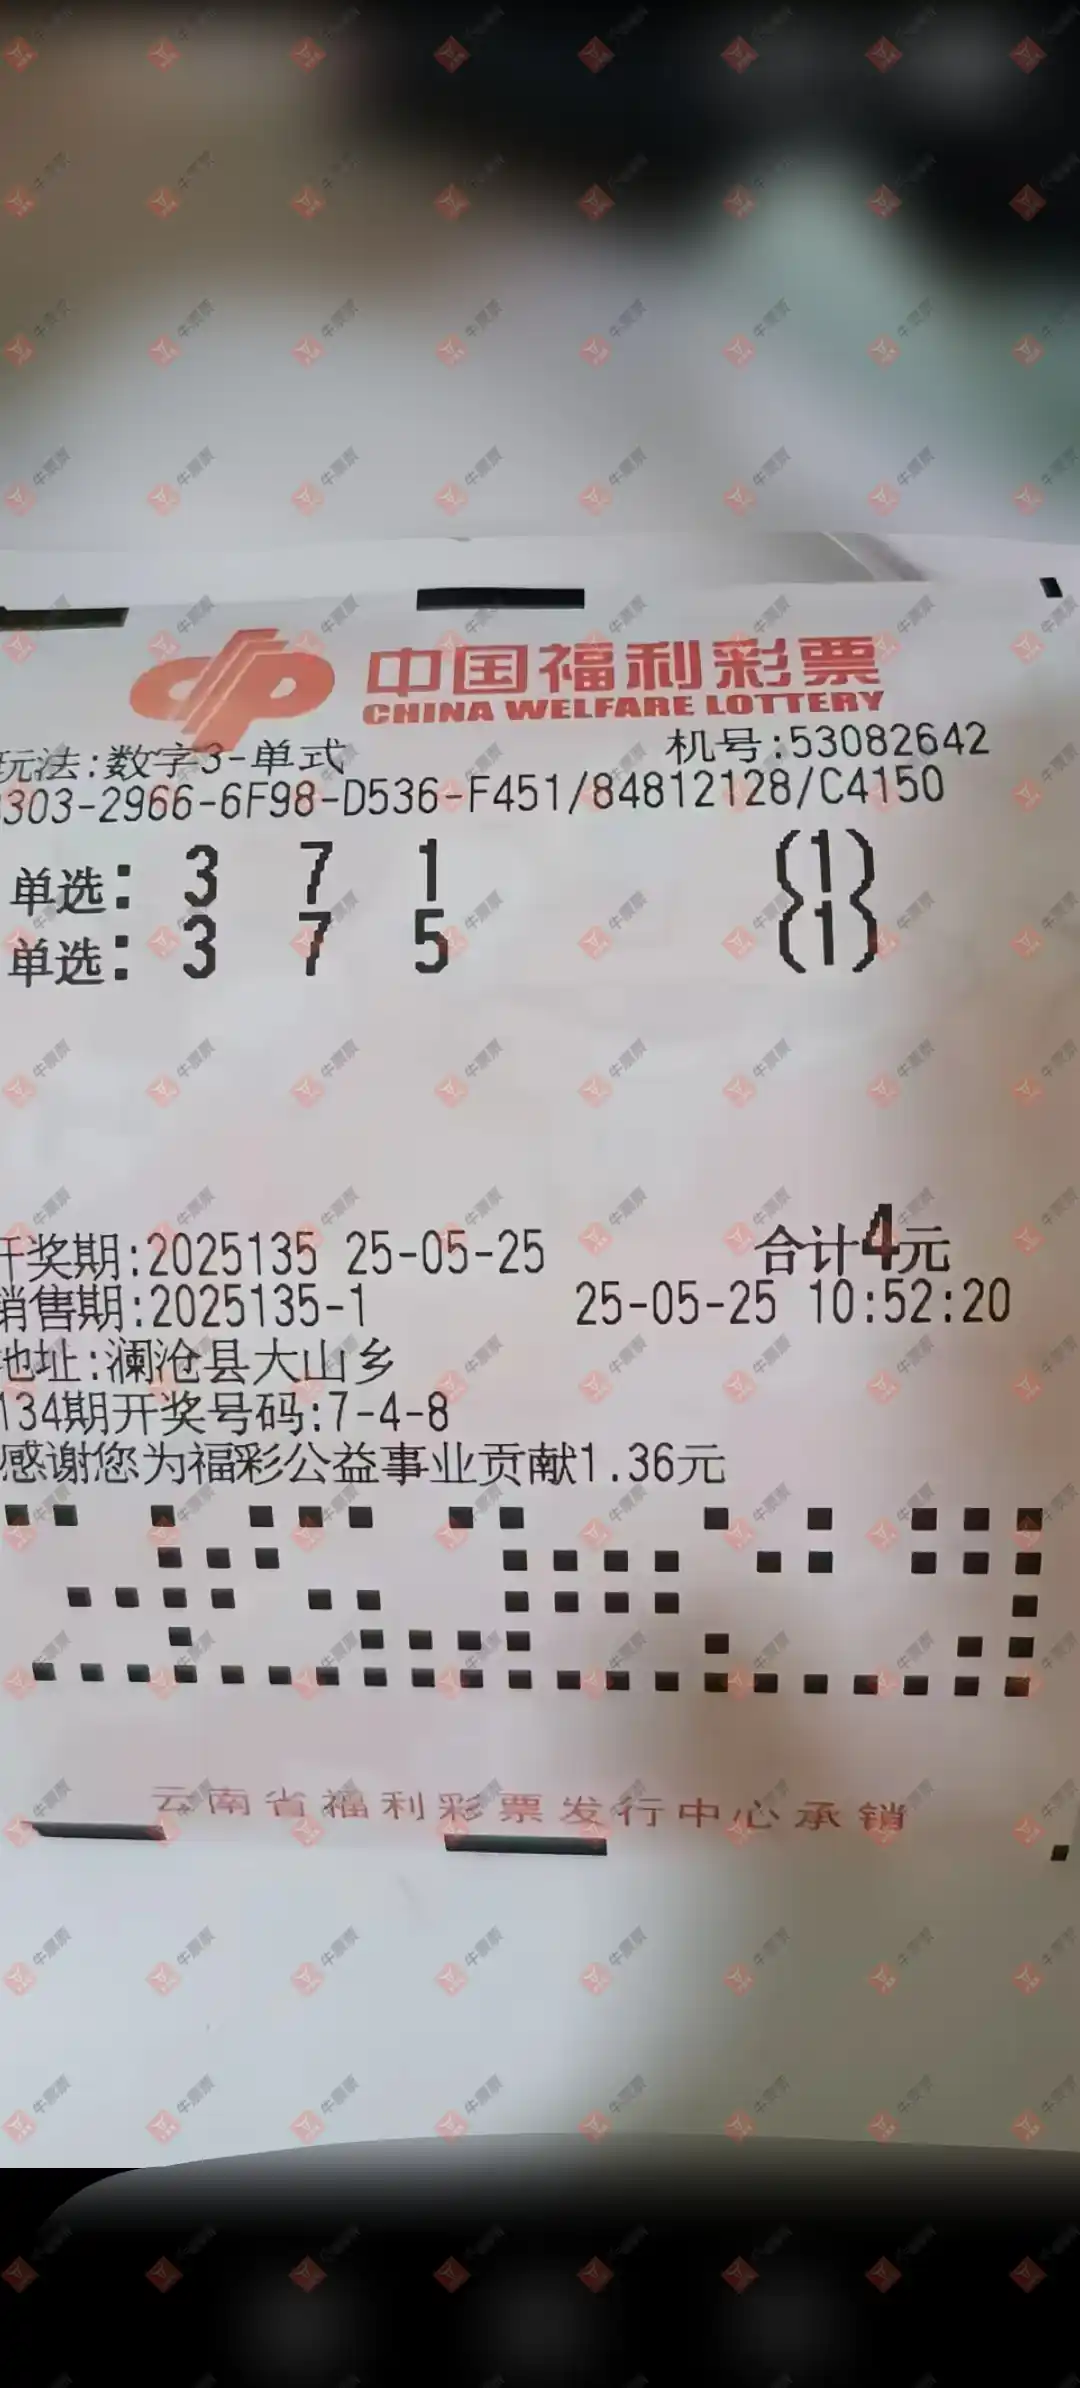 中国福利彩票
CHINA WELFARE LOTTERY
玩法:数字3-单式 机号:53082642
303-2966-6F98-D536-F451/84812128/C4150
单选: 3 7 1 (1)
单选: 3 7 5 (1)
开奖期:2025135 25-05-25 合计4元
销售期:2025135-1 25-05-25 10:52:20
地址:澜沧县大山乡
134期开奖号码:7-4-8
感谢您为福彩公益事业贡献1.36元
云南省福利彩票发行中心承销
牛票票